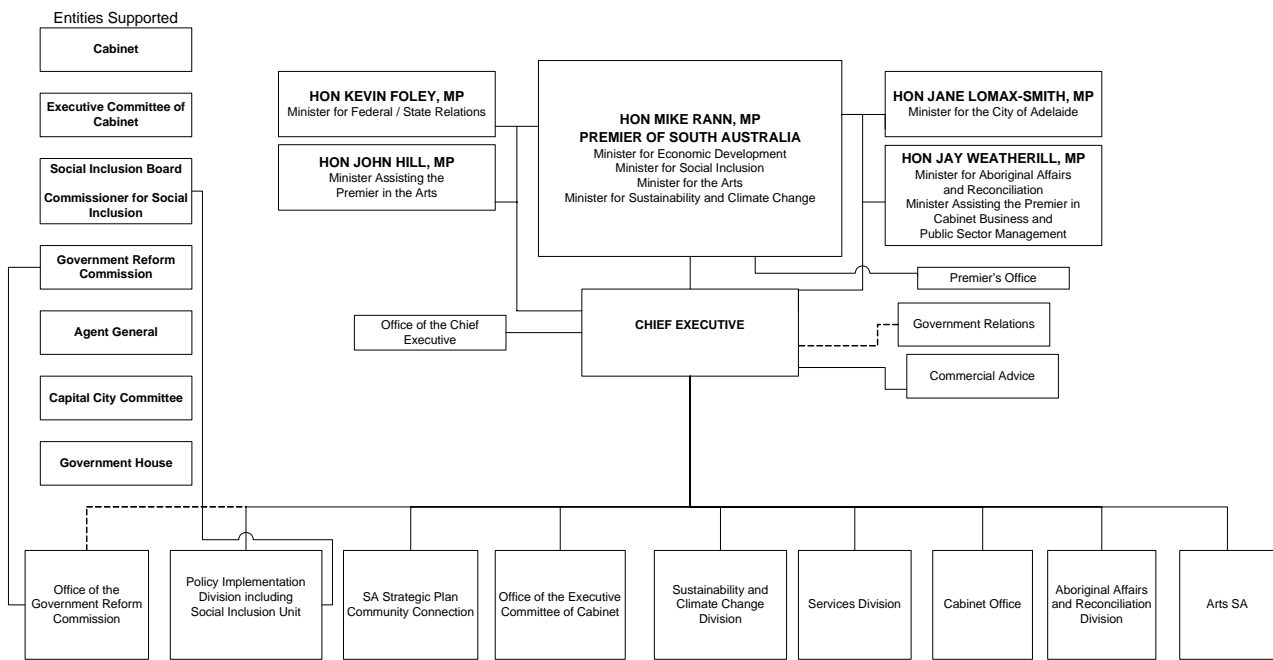 Entities Supported
Cabinet
Executive Committee of
Cabinet
Social Inclusion Board
Commissioner for Social
Inclusion
Government Reform
Commission
Agent General
Capital City Committee
Government House
HON KEVIN FOLEY, MP
Minister for Federal / State Relations
HON JOHN HILL, MP
Minister Assisting the
Premier in the Arts
HON MIKE RANN, MP
PREMIER OF SOUTH AUSTRALIA
Minister for Economic Development
Minister for Social Inclusion
Minister for the Arts
Minister for Sustainability and Climate Change
HON JANE LOMAX-SMITH, MP
Minister for the City of Adelaide
HON JAY WEATHERILL, MP
Minister for Aboriginal Affairs
and Reconciliation
Minister Assisting the Premier in
Cabinet Business and
Public Sector Management
Premier's Office
Office of the Chief
Executive
CHIEF EXECUTIVE
Government Relations
Commercial Advice
Office of the
Government Reform
Commission
Policy Implementation
Division including
Social Inclusion Unit
SA Strategic Plan
Community Connection
Office of the Executive
Committee of Cabinet
Sustainability and
Climate Change
Division
Services Division
Cabinet Office
Aboriginal Affairs
and Reconciliation
Division
Arts SA